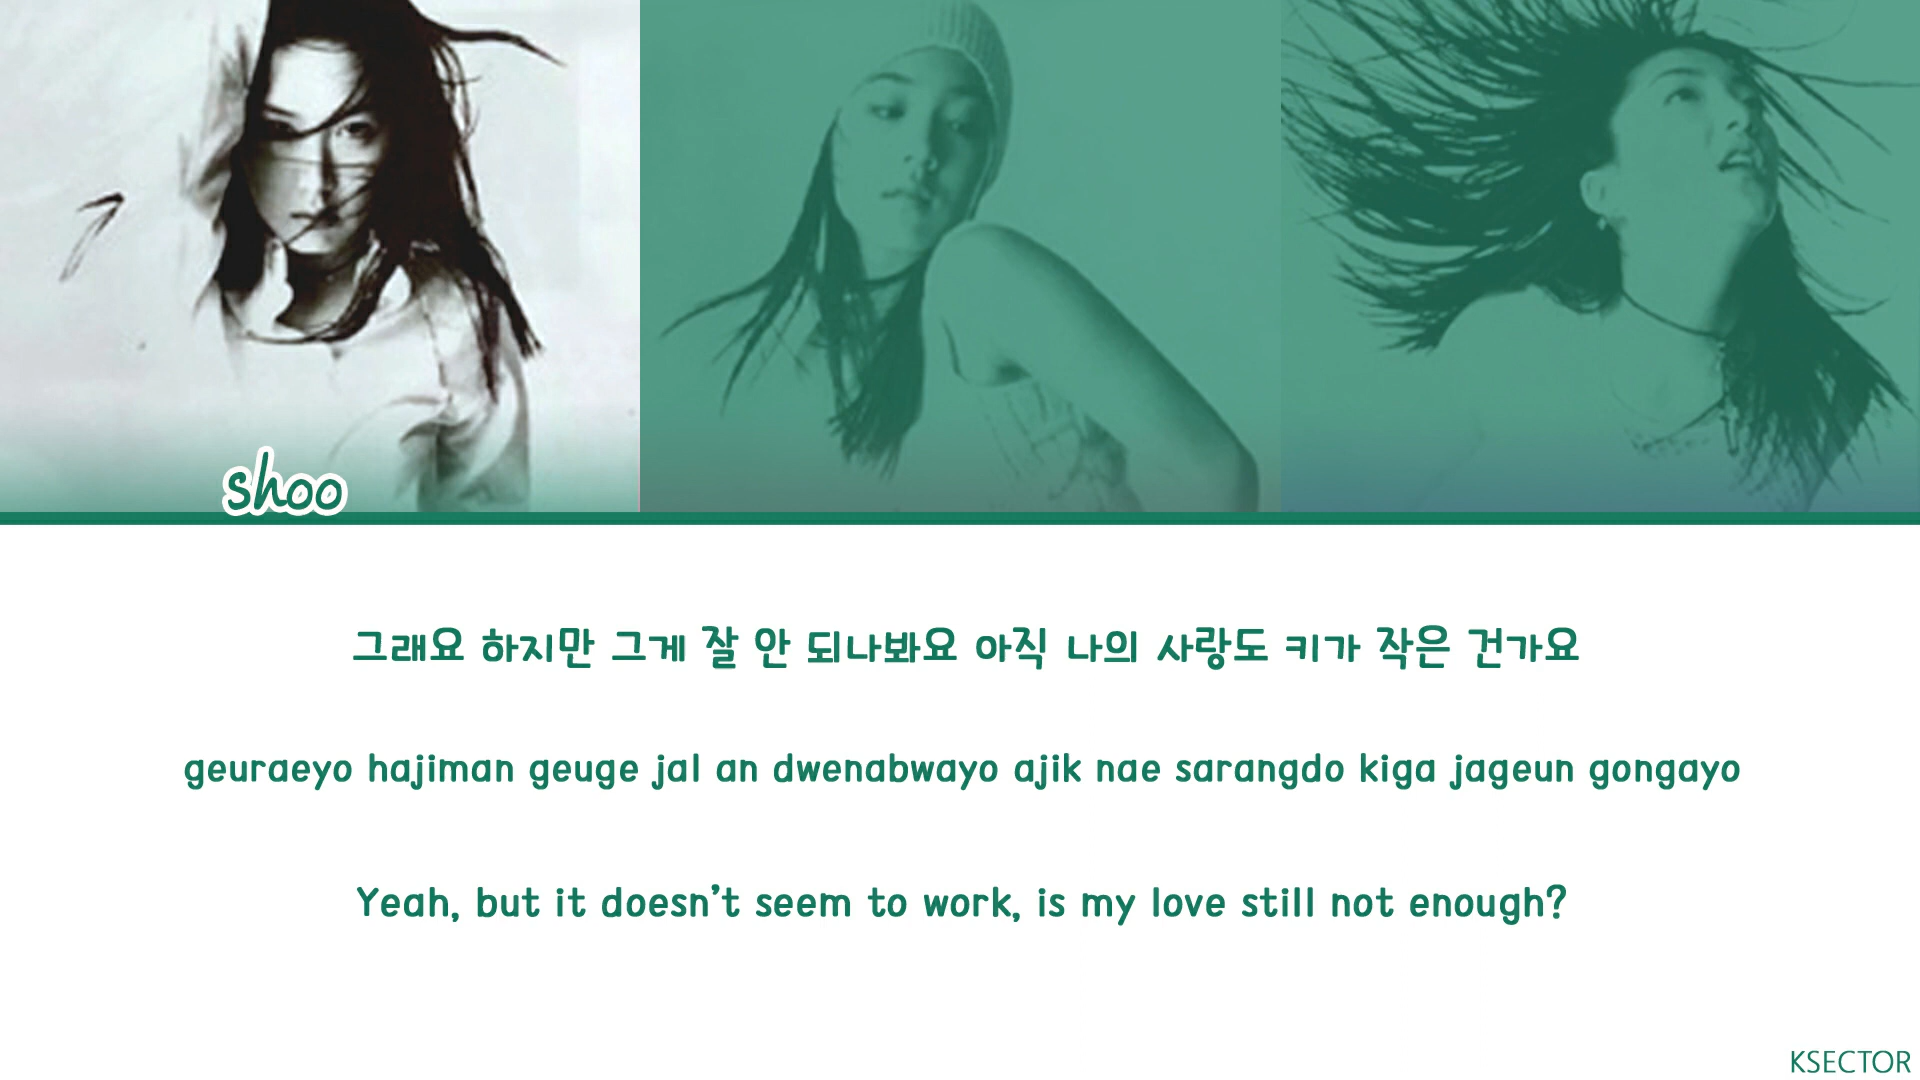 shoo
그래요 하지만 그게 잘 안 되나봐요 아직 나의 사랑도 키가 작은 건가요
geuraeyo hajiman geuge jal an dwenabwayo ajik nae sarangdo kiga jageun gongayo
Yeah, but it doesn't seem to work, is my love still not enough?
KSECTOR